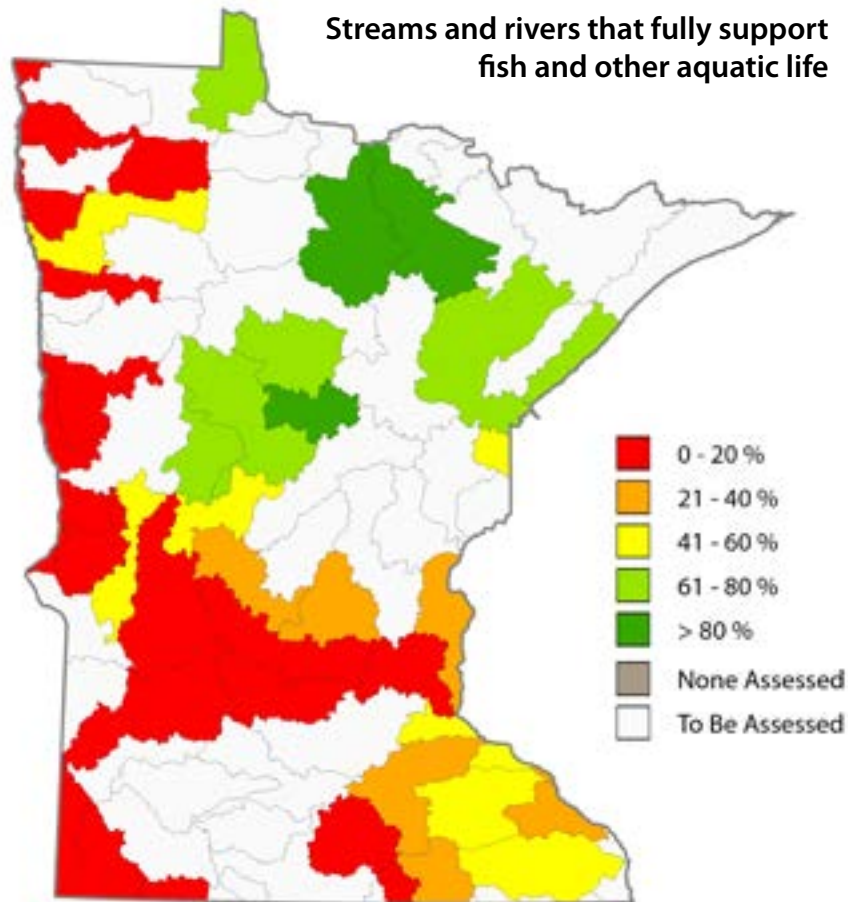 Streams and rivers that fully support
fish and other aquatic life
0 - 20 %
21 - 40 %
41 - 60 %
61 - 80 %
> 80 %
None Assessed
To Be Assessed